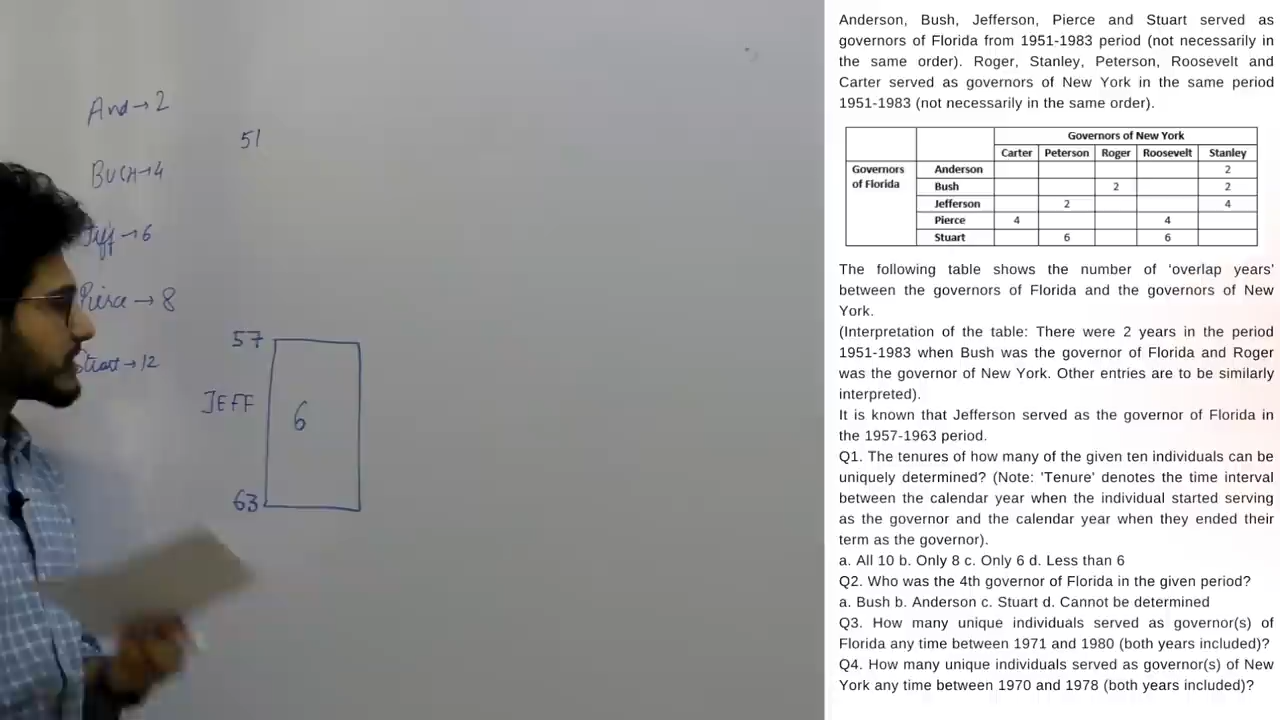 And→2
BUCH→4
Jeff→6
Pierce→8
Stuart→12
51
57
JEFF
6
63
Anderson, Bush, Jefferson, Pierce and Stuart served as
governors of Florida from 1951-1983 period (not necessarily in
the same order). Roger, Stanley, Peterson, Roosevelt and
Carter served as governors of New York in the same period
1951-1983 (not necessarily in the same order).
Governors of New York
Carter Peterson Roger Roosevelt Stanley
Governors Anderson 2
of Florida Bush 2 2
Jefferson 2 4
Pierce 4 4
Stuart 6 6
The following table shows the number of 'overlap years'
between the governors of Florida and the governors of New
York.
(Interpretation of the table: There were 2 years in the period
1951-1983 when Bush was the governor of Florida and Roger
was the governor of New York. Other entries are to be similarly
interpreted).
It is known that Jefferson served as the governor of Florida in
the 1957-1963 period.
Q1. The tenures of how many of the given ten individuals can be
uniquely determined? (Note: 'Tenure' denotes the time interval
between the calendar year when the individual started serving
as the governor and the calendar year when they ended their
term as the governor).
a. All 10 b. Only 8 c. Only 6 d. Less than 6
Q2. Who was the 4th governor of Florida in the given period?
a. Bush b. Anderson c. Stuart d. Cannot be determined
Q3. How many unique individuals served as governor(s) of
Florida any time between 1971 and 1980 (both years included)?
Q4. How many unique individuals served as governor(s) of New
York any time between 1970 and 1978 (both years included)?